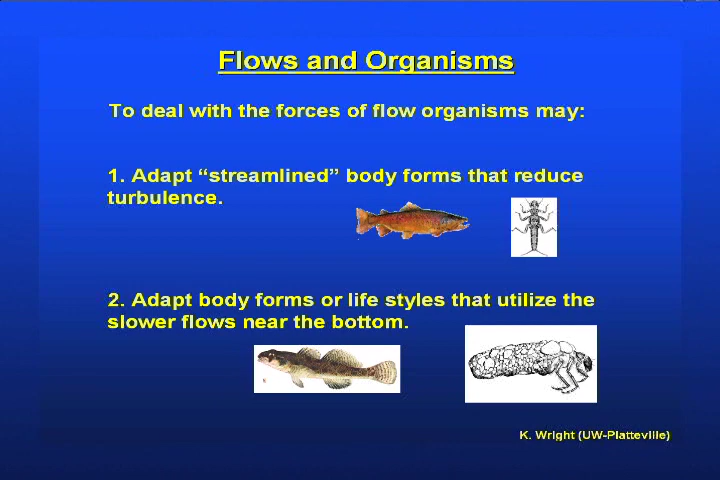 Flows and Organisms
To deal with the forces of flow organisms may:
1. Adapt “streamlined” body forms that reduce
turbulence.
2. Adapt body forms or life styles that utilize the
slower flows near the bottom.
K. Wright (UW-Platteville)